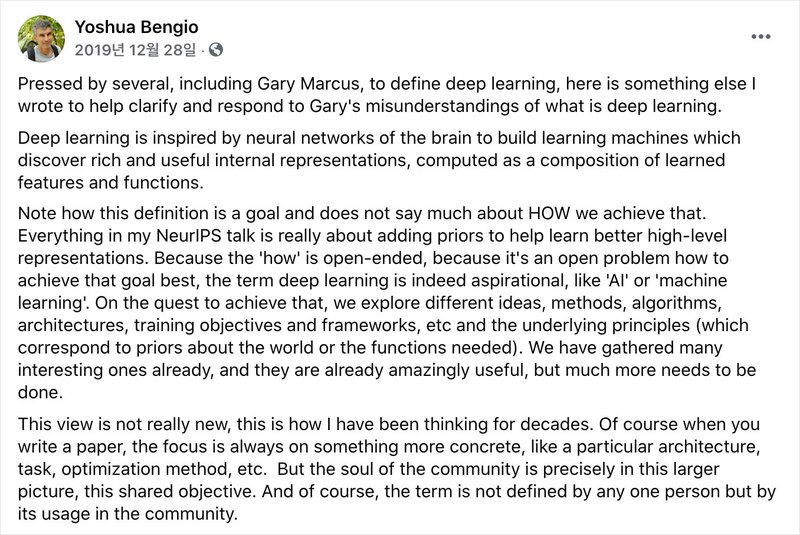 Yoshua Bengio
2019년 12월 28일 ·
Pressed by several, including Gary Marcus, to define deep learning, here is something else I
wrote to help clarify and respond to Gary's misunderstandings of what is deep learning.
Deep learning is inspired by neural networks of the brain to build learning machines which
discover rich and useful internal representations, computed as a composition of learned
features and functions.
Note how this definition is a goal and does not say much about HOW we achieve that.
Everything in my NeurIPS talk is really about adding priors to help learn better high-level
representations. Because the 'how' is open-ended, because it's an open problem how to
achieve that goal best, the term deep learning is indeed aspirational, like 'AI' or 'machine
learning'. On the quest to achieve that, we explore different ideas, methods, algorithms,
architectures, training objectives and frameworks, etc and the underlying principles (which
correspond to priors about the world or the functions needed). We have gathered many
interesting ones already, and they are already amazingly useful, but much more needs to be
done.
This view is not really new, this is how I have been thinking for decades. Of course when you
write a paper, the focus is always on something more concrete, like a particular architecture,
task, optimization method, etc.  But the soul of the community is precisely in this larger
picture, this shared objective. And of course, the term is not defined by any one person but by
its usage in the community.